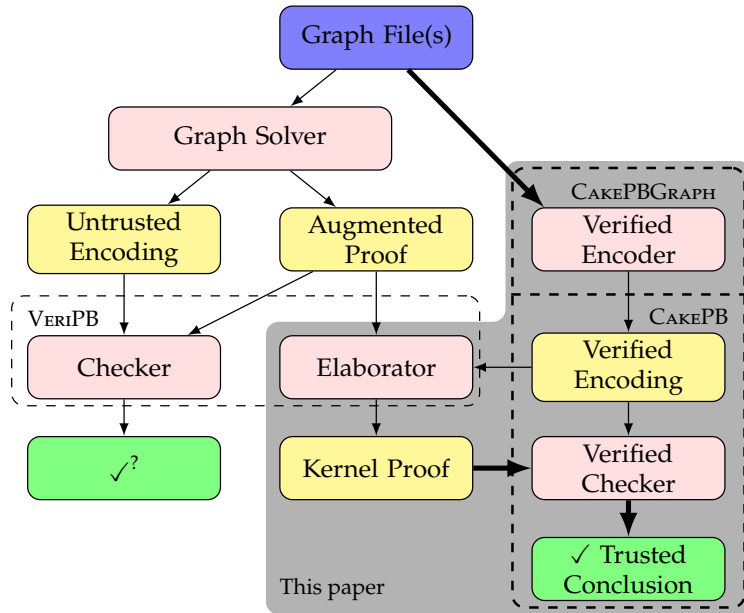 Graph File(s)
Graph Solver
CAKEPBGRAPH
Untrusted
Encoding
Augmented
Proof
Verified
Encoder
VERIPB
CAKEPB
Checker
Elaborator
Verified
Encoding
✓?
Kernel Proof
Verified
Checker
✓ Trusted
Conclusion
This paper